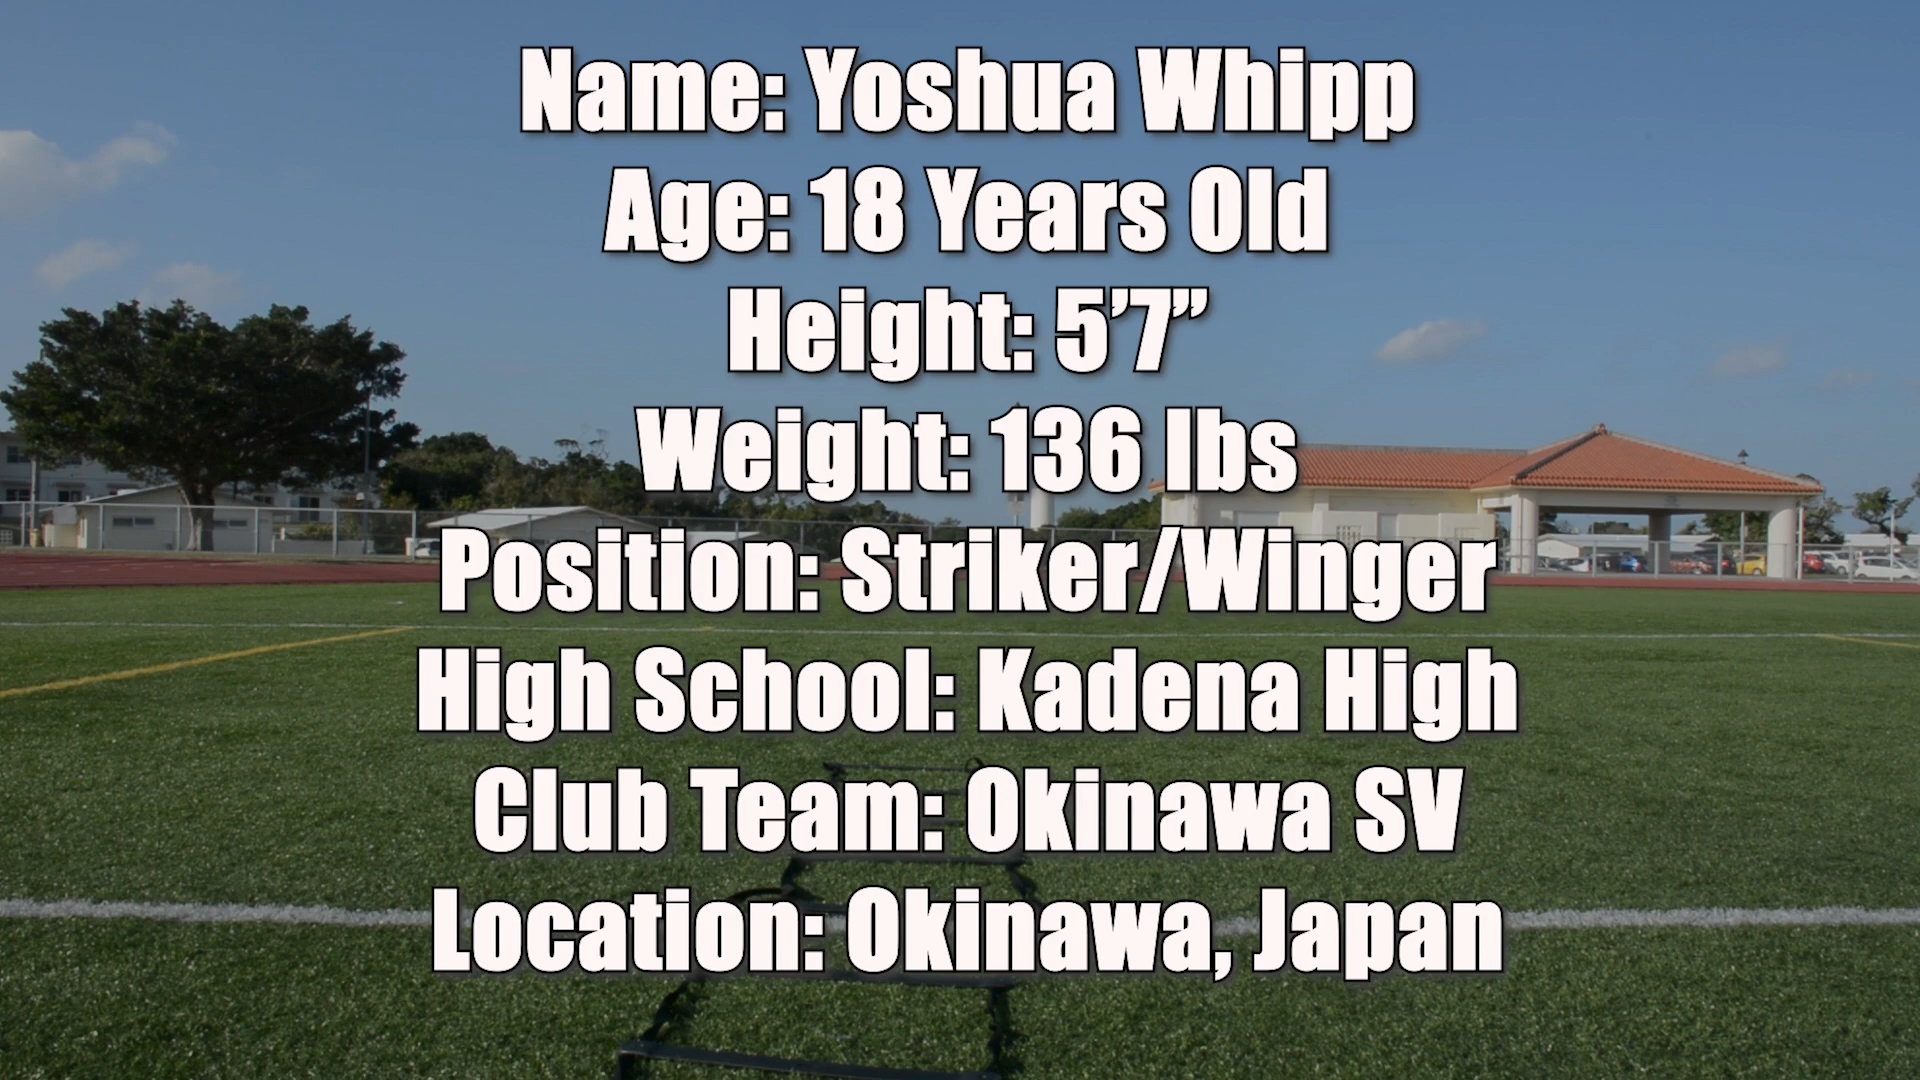 Name: Yoshua Whipp
Age: 18 Years Old
Height: 5’7”
Weight: 136 lbs
Position: Striker/Winger
High School: Kadena High
Club Team: Okinawa SV
Location: Okinawa, Japan